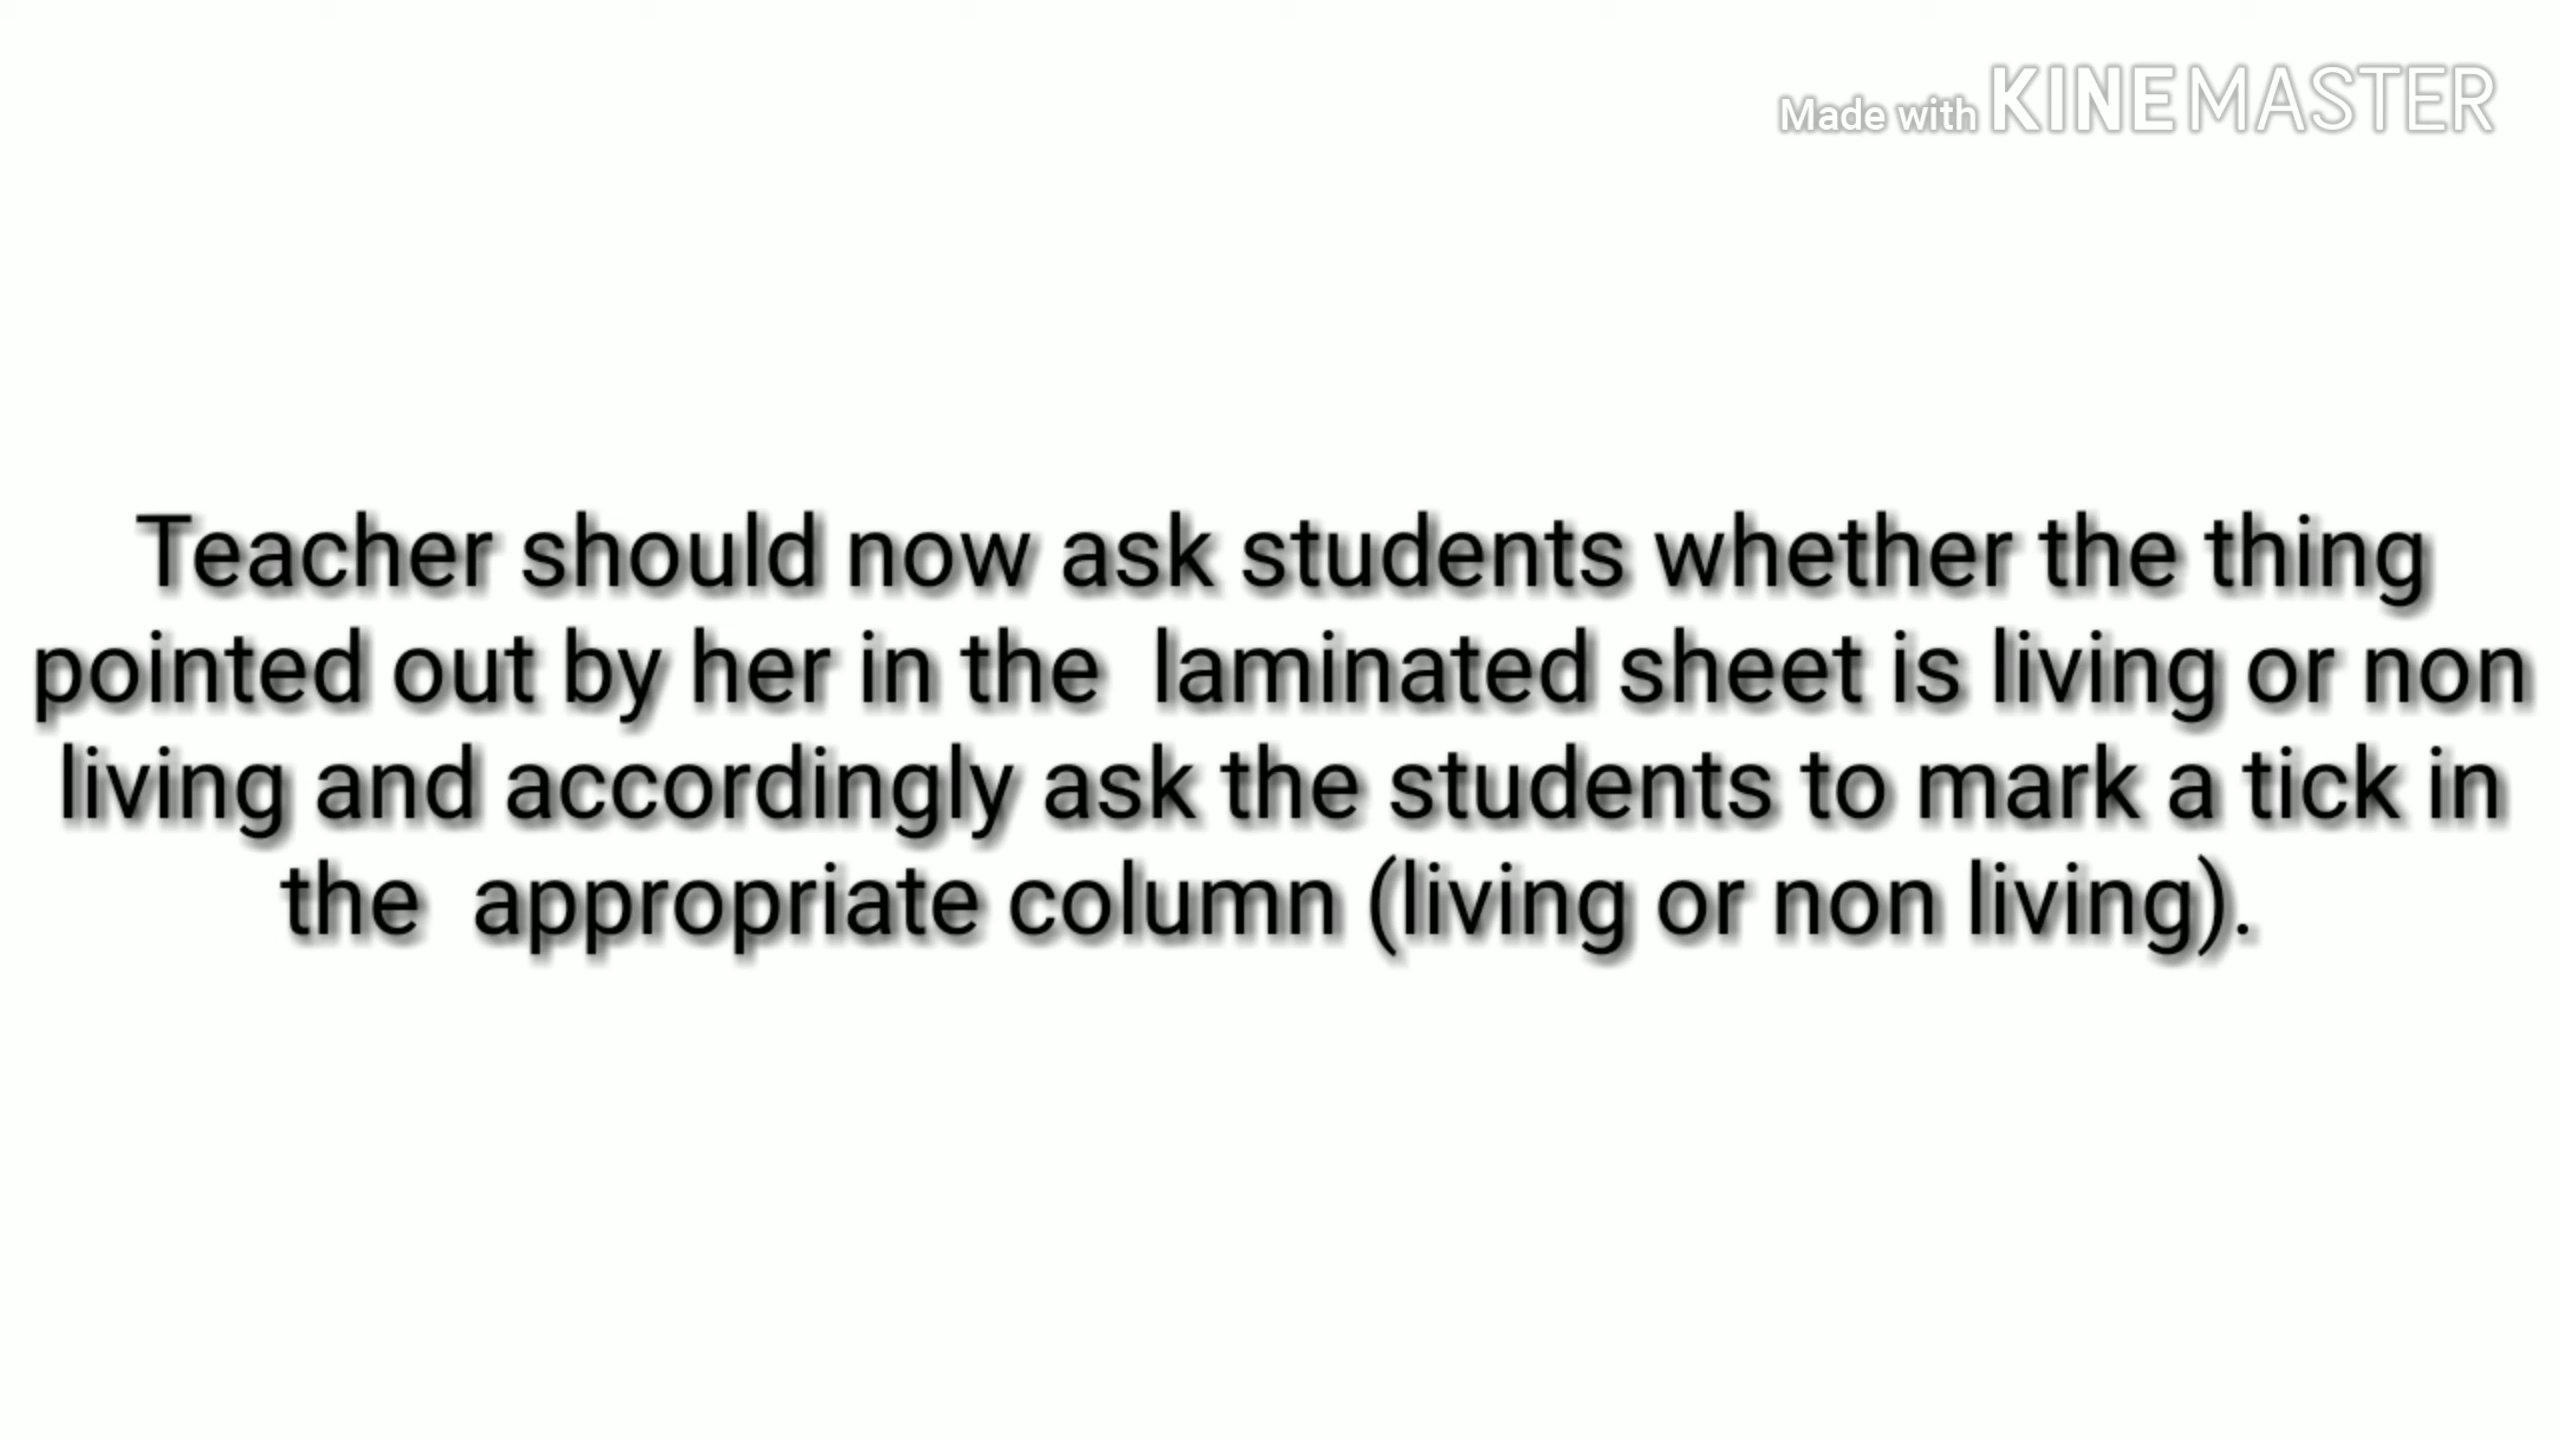 Made with KINEMASTER
Teacher should now ask students whether the thing
pointed out by her in the  laminated sheet is living or non
living and accordingly ask the students to mark a tick in
the  appropriate column (living or non living).